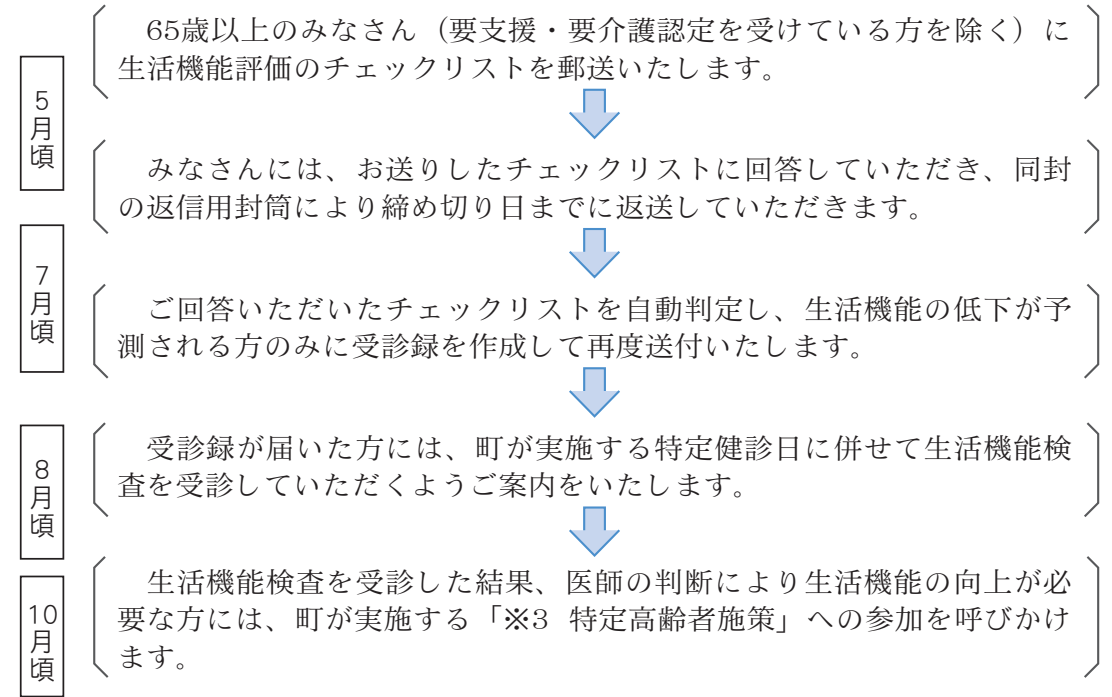 5月頃
65歳以上のみなさん（要支援・要介護認定を受けている方を除く）に
生活機能評価のチェックリストを郵送いたします。
みなさんには、お送りしたチェックリストに回答していただき、同封
の返信用封筒により締め切り日までに返送していただきます。
7月頃
ご回答いただいたチェックリストを自動判定し、生活機能の低下が予
測される方のみに受診録を作成して再度送付いたします。
8月頃
受診録が届いた方には、町が実施する特定健診日に併せて生活機能検
査を受診していただくようご案内をいたします。
10月頃
生活機能検査を受診した結果、医師の判断により生活機能の向上が必
要な方には、町が実施する「※3 特定高齢者施策」への参加を呼びかけ
ます。